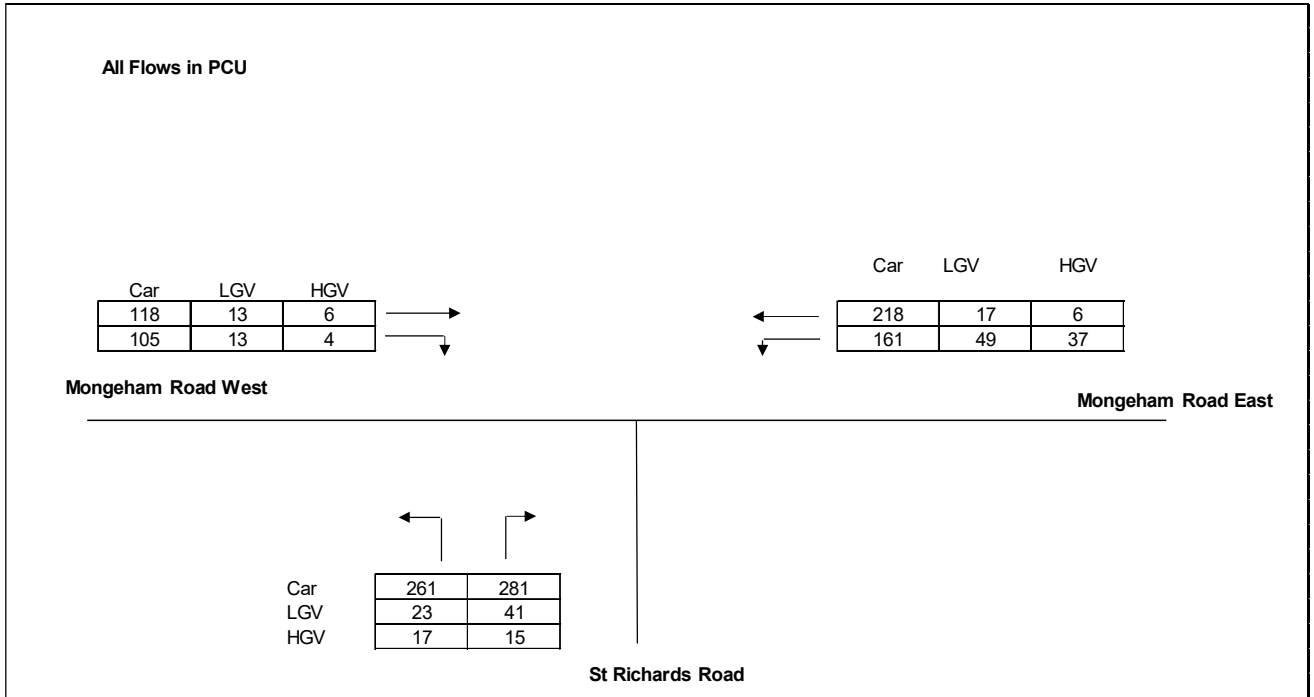 All Flows in PCU
Car LGV HGV
Car LGV HGV
118 13 6
218 17 6
105 13 4
161 49 37
Mongeham Road West
Mongeham Road East
Car 261 281
LGV 23 41
HGV 17 15
St Richards Road